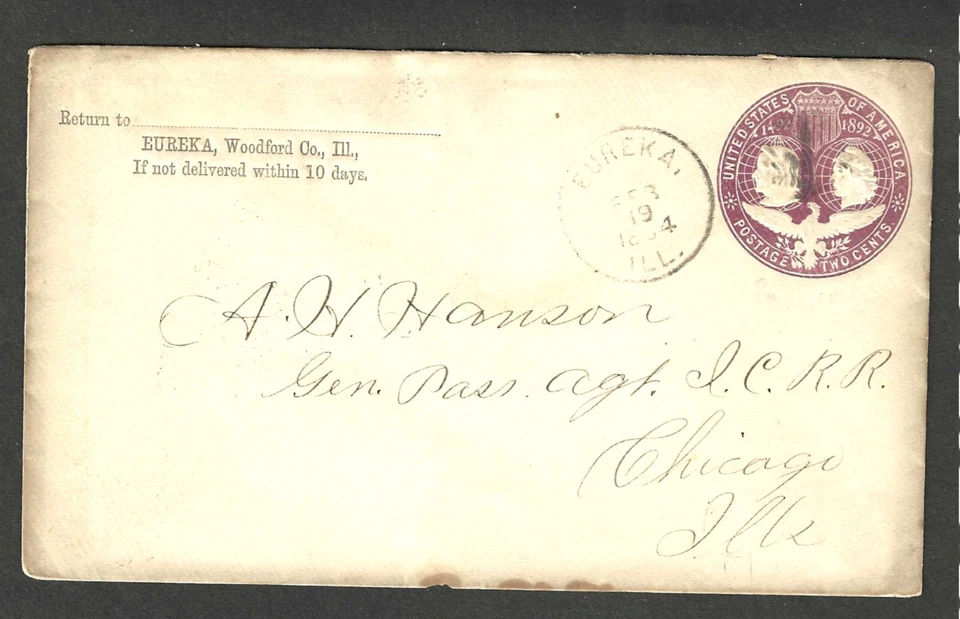 Return to
EUREKA, Woodford Co., Ill.,
If not delivered within 10 days.
EUREKA,
FEB
19
1894
ILL.
UNITED STATES OF AMERICA
1492 1892
POSTAGE TWO CENTS
A. H. Hanson
Gen. Pass. Agt. I. C. R. R.
Chicago
Ills